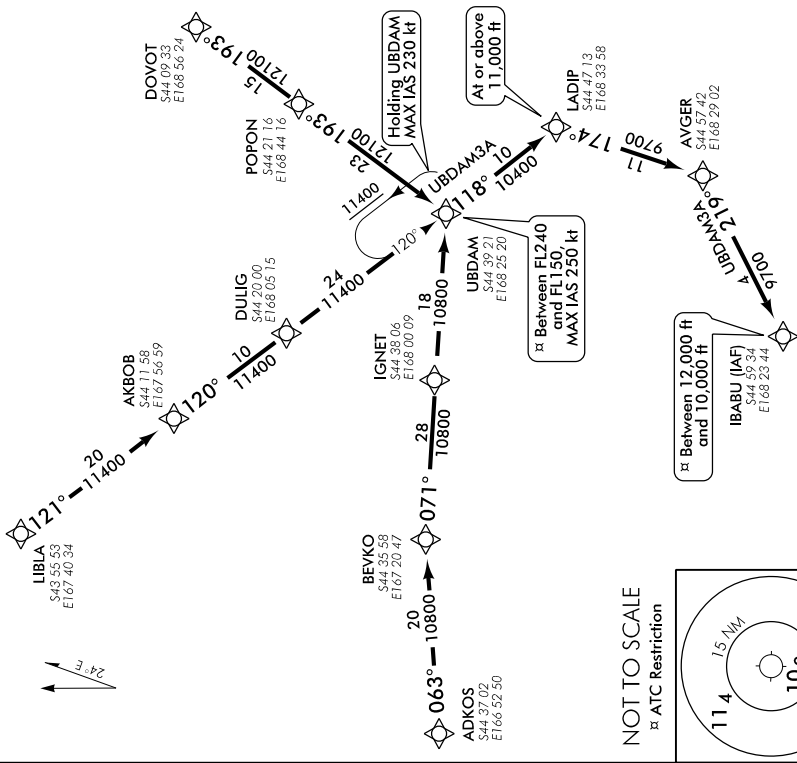 DOVOT
S44 09 33
E168 56 24
193°
15
12100
POPON
S44 21 16
E168 44 16
193°
23
12100
Holding UBDAM
MAX IAS 230 kt
At or above
11,000 ft
LADIP
S44 47 13
E168 33 58
174°
11
9700
AVGER
S44 57 42
E168 29 02
219°
UBDAM3A
4
9700
UBDAM3A
118°
10
10400
11400
120°
UBDAM
S44 39 21
E168 25 20
¤ Between FL240
and FL150,
MAX IAS 250 kt
¤ Between 12,000 ft
and 10,000 ft
IBABU (IAF)
S44 59 34
E168 23 44
DULIG
S44 20 00
E168 05 15
24
11400
AKBOB
S44 11 58
E167 56 59
120°
10
11400
LIBLA
S43 55 53
E167 40 34
121°
20
11400
IGNET
S44 38 06
E168 00 09
18
10800
BEVKO
S44 35 58
E167 20 47
071°
28
10800
ADKOS
S44 37 02
E166 52 50
063°
20
10800
24°E
NOT TO SCALE
¤ ATC Restriction
15 NM
114